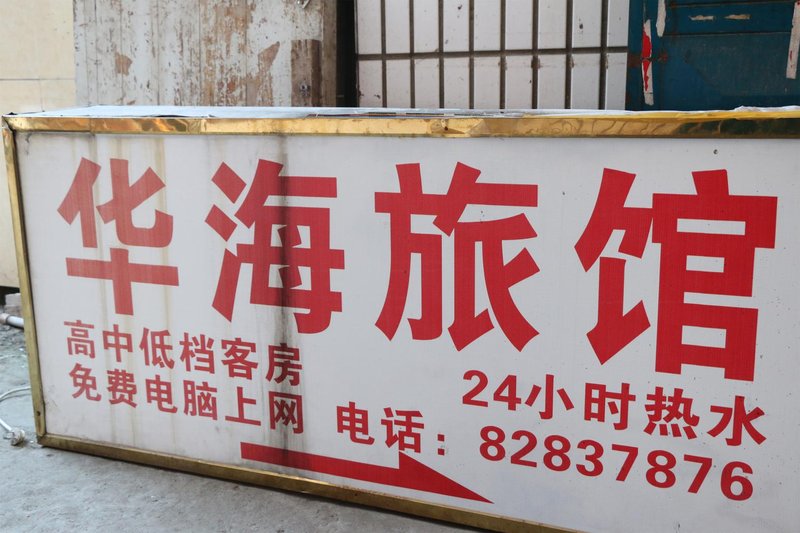 华海旅馆
高中低档客房
免费电脑上网
24小时热水
电话：82837876